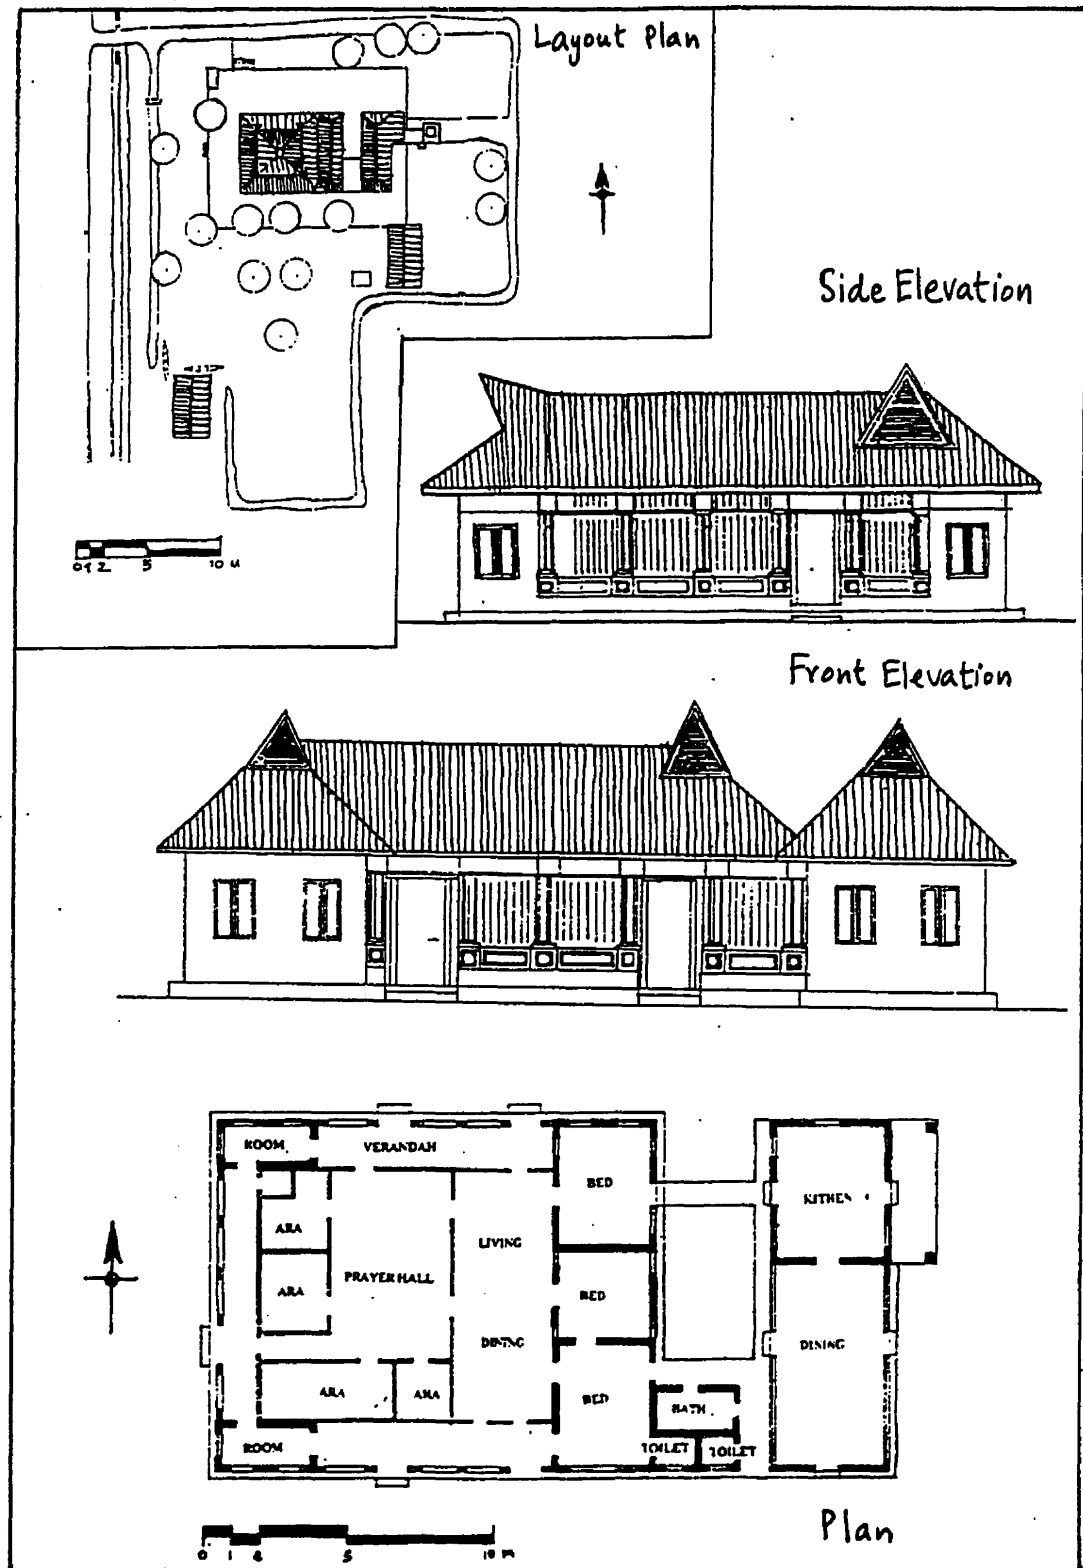 Layout Plan
Side Elevation
0 1 2 5 10 M
Front Elevation
ROOM
VERANDAH
BED
KITHEN
ARA
LIVING
ARA
PRAYER HALL
BED
DINING
DINING
ARA
ARA
BED
BATH
ROOM
TOILET
TOILET
0 1 2 5 10 m
Plan